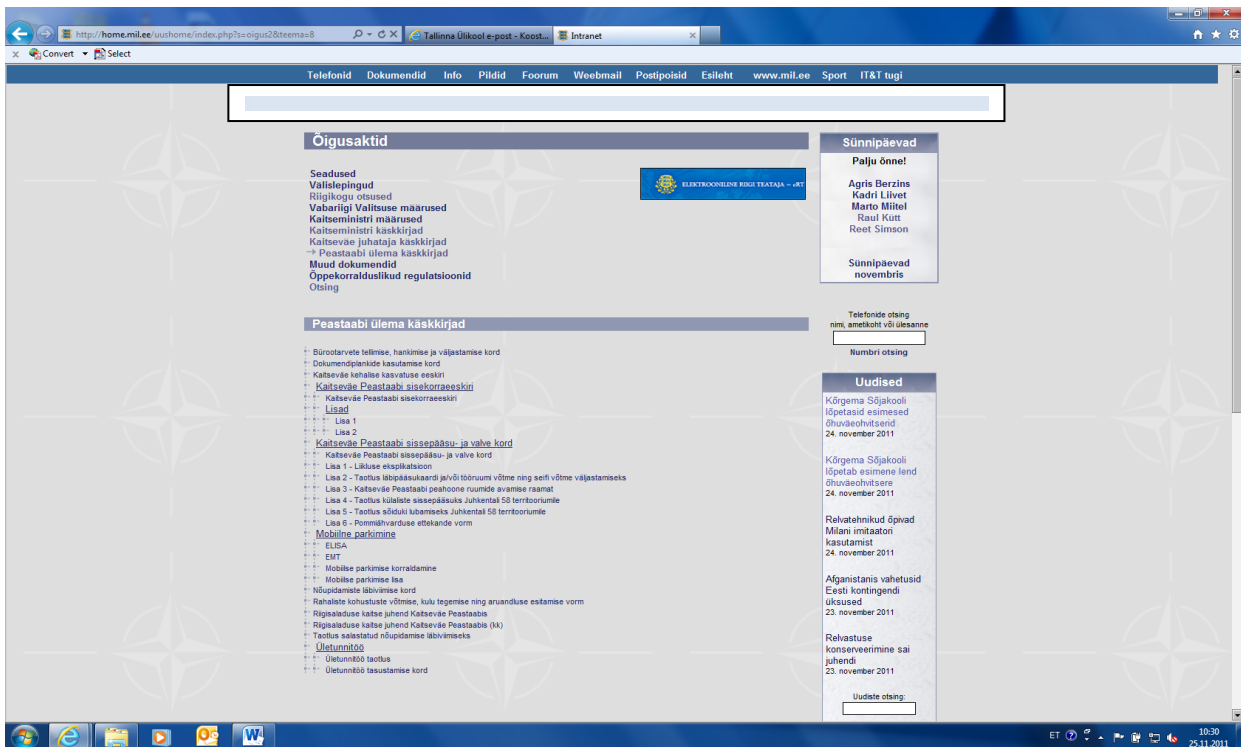 http://home.mil.ee/uushome/index.php?s=oigus2&teema=8
Tallinna Ülikool e-post - Koost...
Intranet
x Convert Select
Telefonid Dokumendid Info Pildid Foorum Weebmail Postipoisid Esileht www.mil.ee Sport IT&T tugi
Õigusaktid
Seadused
Välislepingud
Riigikogu otsused
Vabariigi Valitsuse määrused
Kaitseministri määrused
Kaitseministri käskkirjad
Kaitseväe juhataja käskkirjad
Peastaabi ülema käskkirjad
Muud dokumendid
Õppekorralduslikud regulatsioonid
Otsing
ELEKTROONILINE RIIGI TEATAJA – eRT
Peastaabi ülema käskkirjad
Bürootarvete tellimise, hankimise ja väljastamise kord
Dokumendiplankide kasutamise kord
Kaitseväe kehalise kasvatuse eeskiri
Kaitseväe Peastaabi sisekorraeeskiri
Kaitseväe Peastaabi sisekorraeeskiri
Lisad
Lisa 1
Lisa 2
Kaitseväe Peastaabi sissepääsu- ja valve kord
Kaitseväe Peastaabi sissepääsu- ja valve kord
Lisa 1 - Liikluse eksplikatsioon
Lisa 2 - Taotlus läbipääsukaardi ja/või tööruumi võtme ning seifi võtme väljastamiseks
Lisa 3 - Kaitseväe Peastaabi peahoone ruumide avamise raamat
Lisa 4 - Taotlus külaliste sissepääsuks Juhkentali 58 territooriumile
Lisa 5 - Taotlus sõiduki lubamiseks Juhkentali 58 territooriumile
Lisa 6 - Pommiähvarduse ettekande vorm
Mobiilne parkimine
ELISA
EMT
Mobiilse parkimise korraldamine
Mobiilse parkimise lisa
Nõupidamiste läbiviimise kord
Rahaliste kohustuste võtmise, kulu tegemise ning aruandluse esitamise vorm
Riigisaladuse kaitse juhend Kaitseväe Peastaabis
Riigisaladuse kaitse juhend Kaitseväe Peastaabis (kk)
Taotlus salastatud nõupidamise läbiviimiseks
Ületunnitöö
Ületunnitöö taotlus
Ületunnitöö tasustamise kord
Sünnipäevad
Palju õnne!
Agris Berzins
Kadri Liivet
Marto Miitel
Raul Kütt
Reet Simson
Sünnipäevad
novembris
Telefonide otsing
nimi, ametikoht või ülesanne
Numbri otsing
Uudised
Kõrgema Sõjakooli
lõpetasid esimesed
õhuväeohvitserid
24. november 2011
Kõrgema Sõjakooli
lõpetab esimene lend
õhuväeohvitsere
24. november 2011
Relvatehnikud õpivad
Milani imitaatori
kasutamist
24. november 2011
Afganistanis vahetusid
Eesti kontingendi
üksused
23. november 2011
Relvastuse
konserveerimine sai
juhendi
23. november 2011
Uudiste otsing:
ET
10:30
25.11.2011